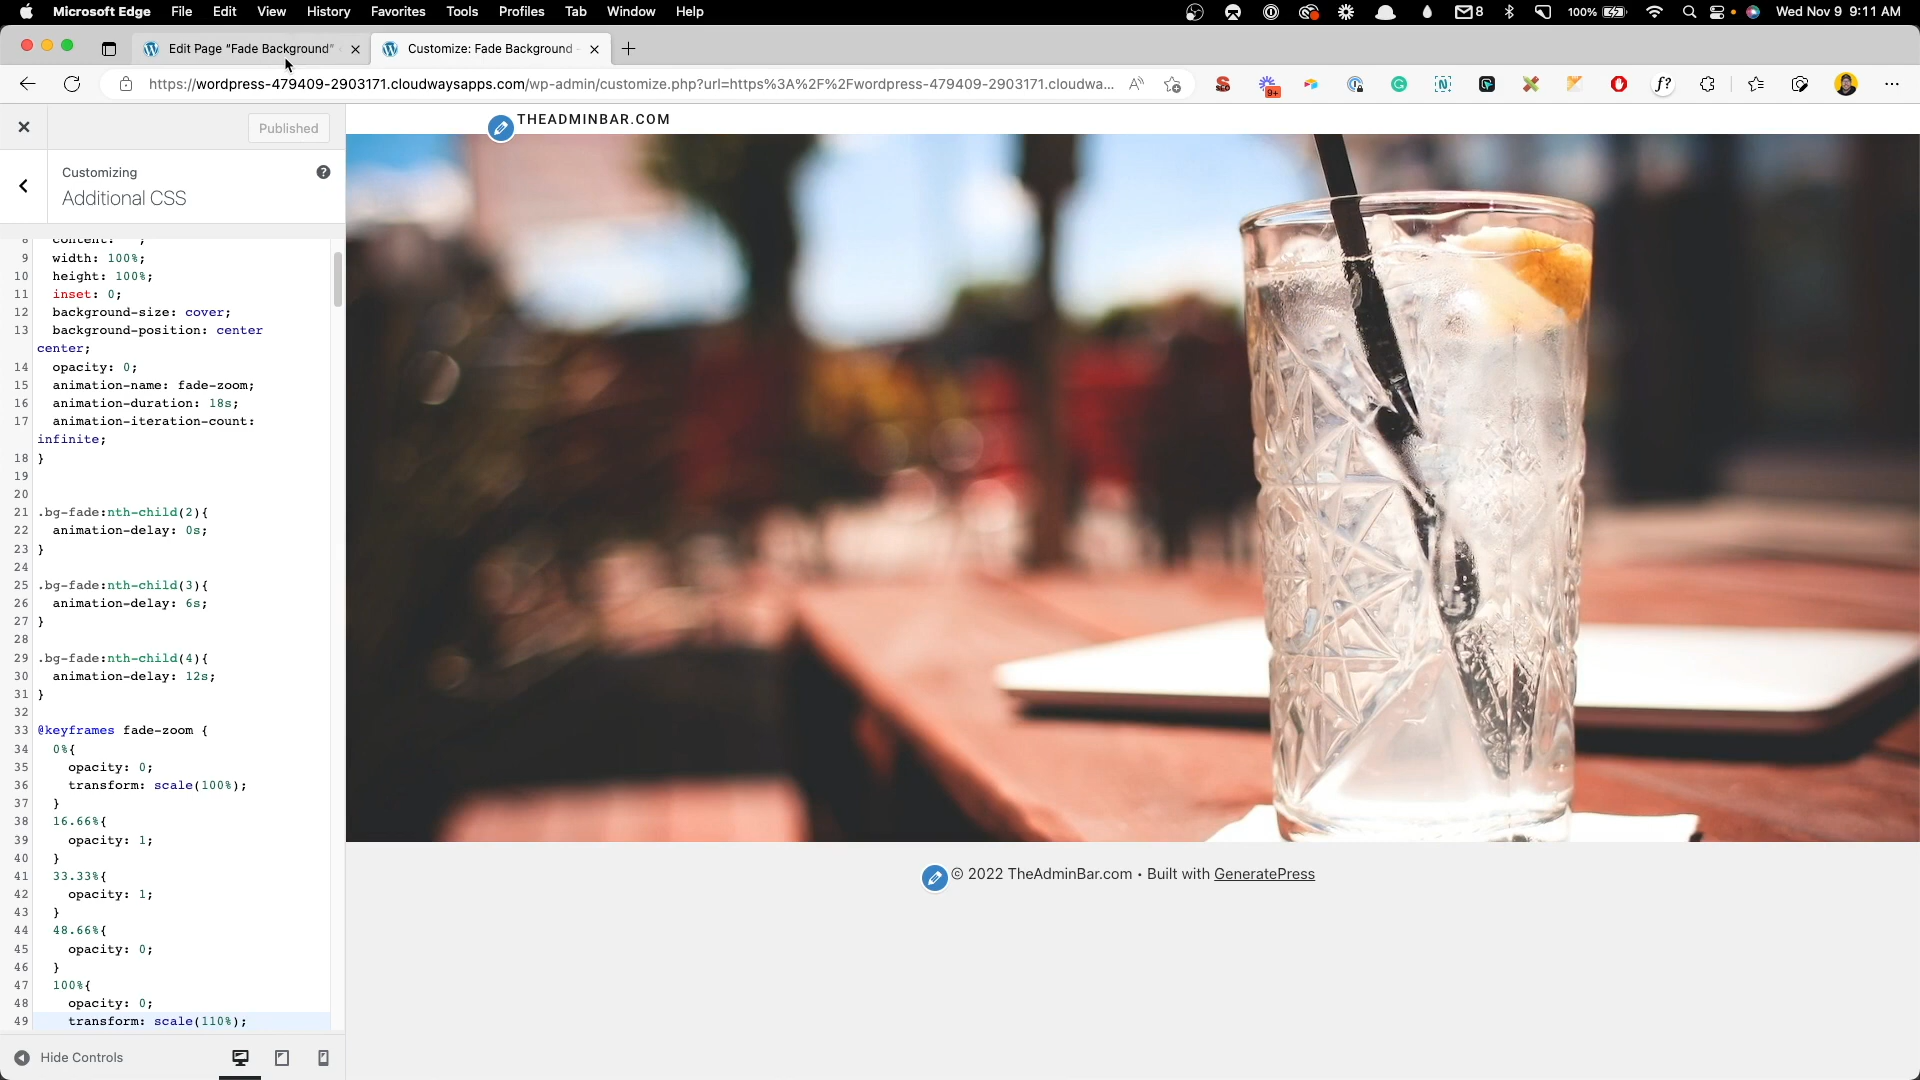 Microsoft Edge File Edit View History Favorites Tools Profiles Tab Window Help
8 100% Wed Nov 9 9:11 AM
Edit Page “Fade Background”
Customize: Fade Background -
https://wordpress-479409-2903171.cloudwaysapps.com/wp-admin/customize.php?url=https%3A%2F%2Fwordpress-479409-2903171.cloudwa...
9+
f?
Published
THEADMINBAR.COM
Customizing
Additional CSS
8 content: ;
9 width: 100%;
10 height: 100%;
11 inset: 0;
12 background-size: cover;
13 background-position: center
center;
14 opacity: 0;
15 animation-name: fade-zoom;
16 animation-duration: 18s;
17 animation-iteration-count:
infinite;
18 }
19
20
21 .bg-fade:nth-child(2){
22 animation-delay: 0s;
23 }
24
25 .bg-fade:nth-child(3){
26 animation-delay: 6s;
27 }
28
29 .bg-fade:nth-child(4){
30 animation-delay: 12s;
31 }
32
33 @keyframes fade-zoom {
34 0%{
35 opacity: 0;
36 transform: scale(100%);
37 }
38 16.66%{
39 opacity: 1;
40 }
41 33.33%{
42 opacity: 1;
43 }
44 48.66%{
45 opacity: 0;
46 }
47 100%{
48 opacity: 0;
49 transform: scale(110%);
© 2022 TheAdminBar.com • Built with GeneratePress
Hide Controls